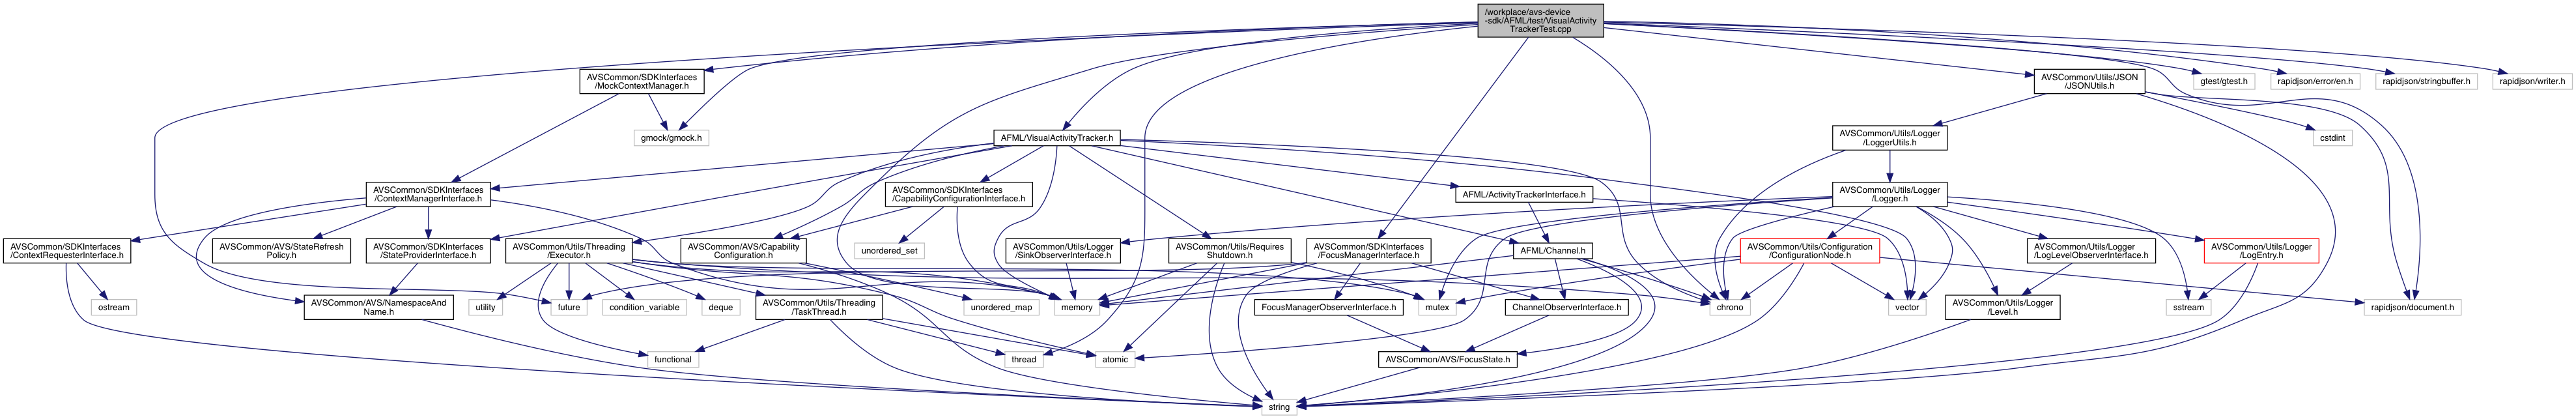 /workplace/avs-device
-sdk/AFML/test/VisualActivity
TrackerTest.cpp
AVSCommon/SDKInterfaces
/MockContextManager.h
AVSCommon/Utils/JSON
/JSONUtils.h
gtest/gtest.h
rapidjson/error/en.h
rapidjson/stringbuffer.h
rapidjson/writer.h
gmock/gmock.h
AFML/VisualActivityTracker.h
AVSCommon/Utils/Logger
/LoggerUtils.h
cstdint
AVSCommon/SDKInterfaces
/ContextManagerInterface.h
AVSCommon/SDKInterfaces
/CapabilityConfigurationInterface.h
AFML/ActivityTrackerInterface.h
AVSCommon/Utils/Logger
/Logger.h
AVSCommon/SDKInterfaces
/ContextRequesterInterface.h
AVSCommon/AVS/StateRefresh
Policy.h
AVSCommon/SDKInterfaces
/StateProviderInterface.h
AVSCommon/Utils/Threading
/Executor.h
AVSCommon/AVS/Capability
Configuration.h
unordered_set
AVSCommon/Utils/Logger
/SinkObserverInterface.h
AVSCommon/Utils/Requires
Shutdown.h
AVSCommon/SDKInterfaces
/FocusManagerInterface.h
AFML/Channel.h
AVSCommon/Utils/Configuration
/ConfigurationNode.h
AVSCommon/Utils/Logger
/LogLevelObserverInterface.h
AVSCommon/Utils/Logger
/LogEntry.h
ostream
AVSCommon/AVS/NamespaceAnd
Name.h
utility
future
condition_variable
deque
AVSCommon/Utils/Threading
/TaskThread.h
unordered_map
memory
FocusManagerObserverInterface.h
mutex
ChannelObserverInterface.h
chrono
vector
AVSCommon/Utils/Logger
/Level.h
sstream
rapidjson/document.h
functional
thread
atomic
AVSCommon/AVS/FocusState.h
string